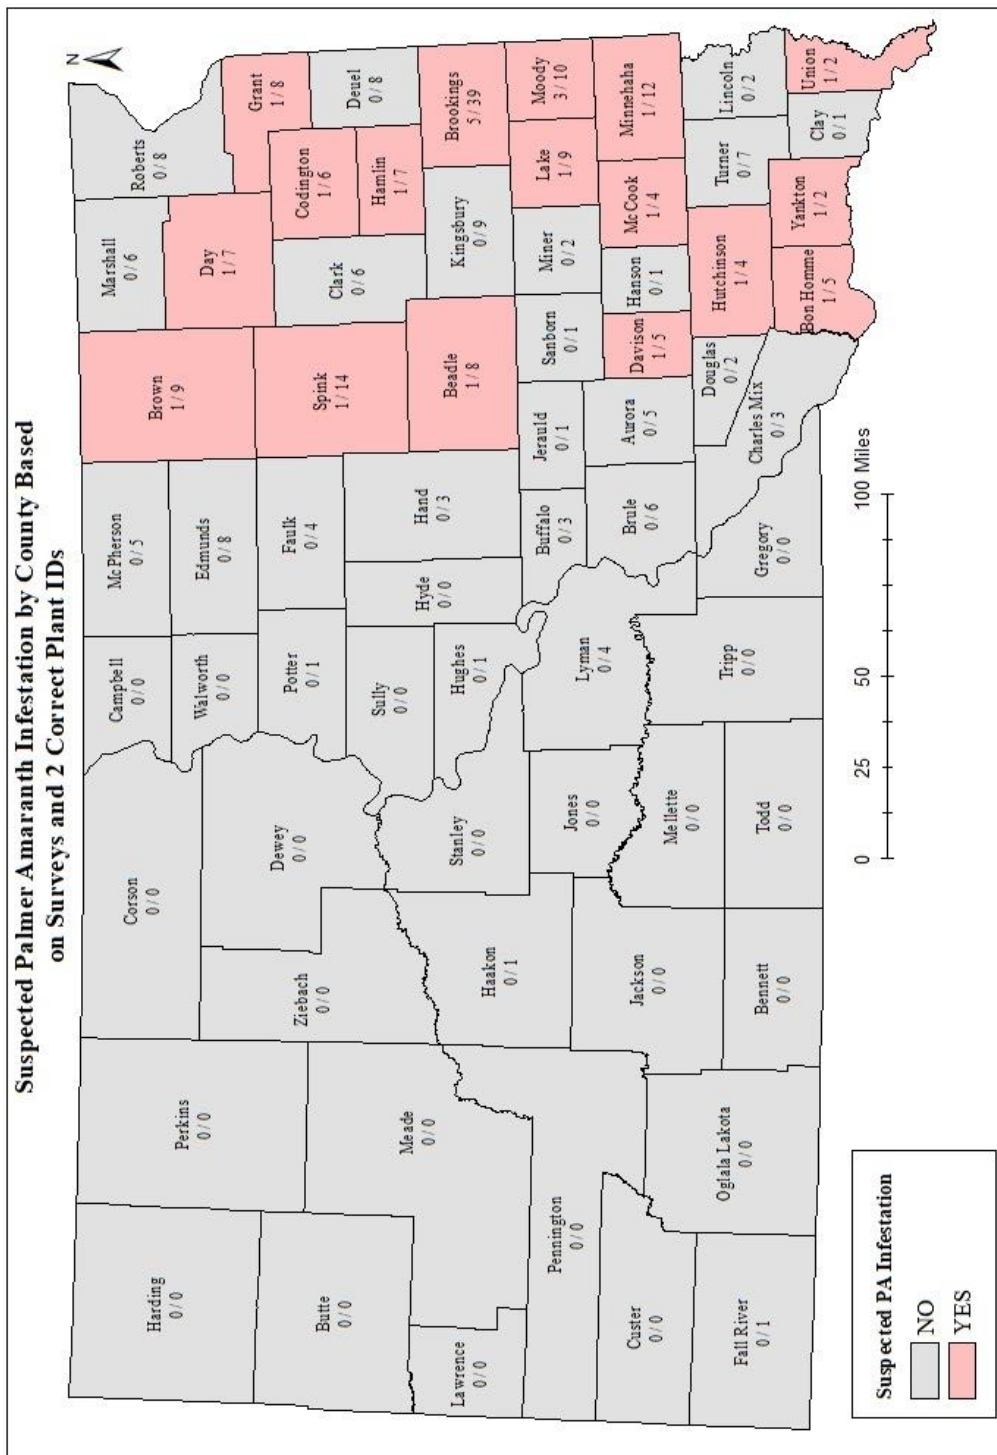 Suspected Palmer Amaranth Infestation by County Based
on Surveys and 2 Correct Plant IDs
N
Harding
0 / 0
Perkins
0 / 0
Corson
0 / 0
Campbell
0 / 0
McPherson
0 / 5
Brown
1 / 9
Marshall
0 / 6
Roberts
0 / 8
Walworth
0 / 0
Edmunds
0 / 8
Day
1 / 7
Grant
1 / 8
Butte
0 / 0
Ziebach
0 / 0
Dewey
0 / 0
Potter
0 / 1
Faulk
0 / 4
Spink
1 / 14
Clark
0 / 6
Codington
1 / 6
Deuel
0 / 8
Hamlin
1 / 7
Meade
0 / 0
Sully
0 / 0
Hyde
0 / 0
Hand
0 / 3
Beadle
1 / 8
Kingsbury
0 / 9
Brookings
5 / 39
Lawrence
0 / 0
Haakon
0 / 1
Stanley
0 / 0
Hughes
0 / 1
Buffalo
0 / 3
Jerauld
0 / 1
Sanborn
0 / 1
Miner
0 / 2
Lake
1 / 9
Moody
3 / 10
Pennington
0 / 0
Jackson
0 / 0
Jones
0 / 0
Lyman
0 / 4
Brule
0 / 6
Aurora
0 / 5
Davison
1 / 5
Hanson
0 / 1
McCook
1 / 4
Minnehaha
1 / 12
Custer
0 / 0
Fall River
0 / 1
Oglala Lakota
0 / 0
Bennett
0 / 0
Mellette
0 / 0
Todd
0 / 0
Tripp
0 / 0
Gregory
0 / 0
Charles Mix
0 / 3
Douglas
0 / 2
Hutchinson
1 / 4
Turner
0 / 7
Lincoln
0 / 2
Bon Homme
1 / 5
Yankton
1 / 2
Clay
0 / 1
Union
1 / 2
Suspected PA Infestation
NO
YES
0 25 50 100 Miles